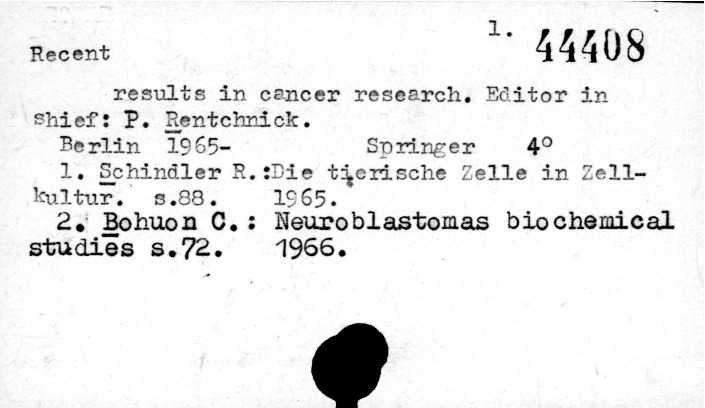 1. 44408
Recent
results in cancer research. Editor in
shief: P. Rentchnick.
Berlin 1965- Springer 4°
1. Schindler R.:Die tierische Zelle in Zell-
kultur. s.88. 1965.
2. Bohuon C.: Neuroblastomas biochemical
studies s.72. 1966.